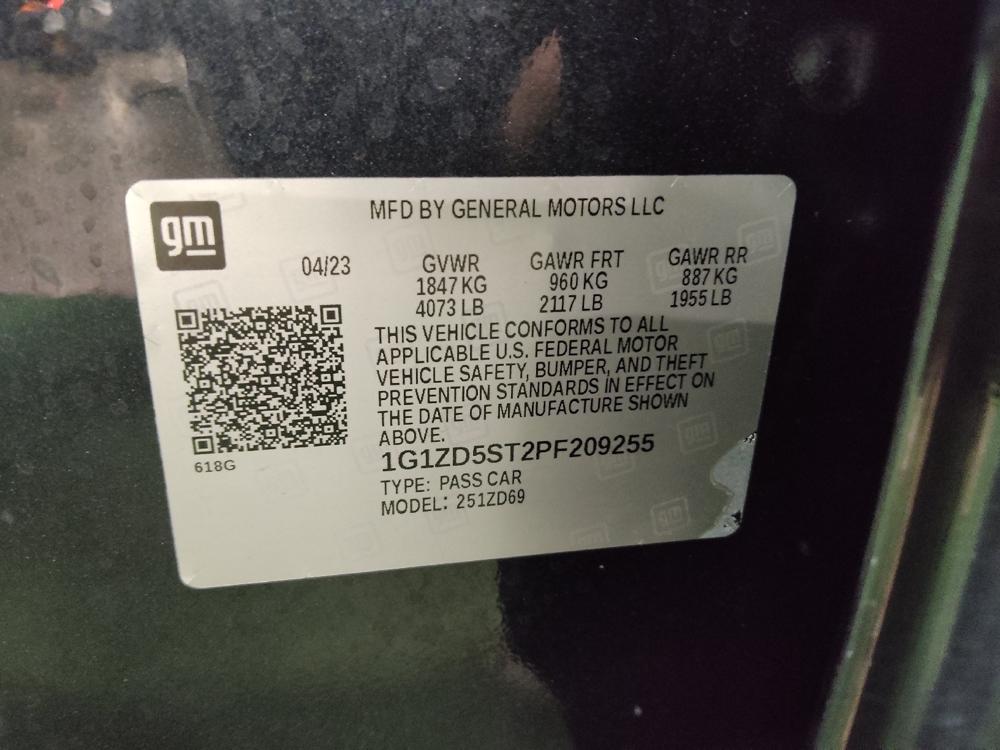 gm
MFD BY GENERAL MOTORS LLC
04/23
GVWR
1847 KG
4073 LB
GAWR FRT
960 KG
2117 LB
GAWR RR
887 KG
1955 LB
THIS VEHICLE CONFORMS TO ALL
APPLICABLE U.S. FEDERAL MOTOR
VEHICLE SAFETY, BUMPER, AND THEFT
PREVENTION STANDARDS IN EFFECT ON
THE DATE OF MANUFACTURE SHOWN
ABOVE.
618G
1G1ZD5ST2PF209255
TYPE: PASS CAR
MODEL: 251ZD69